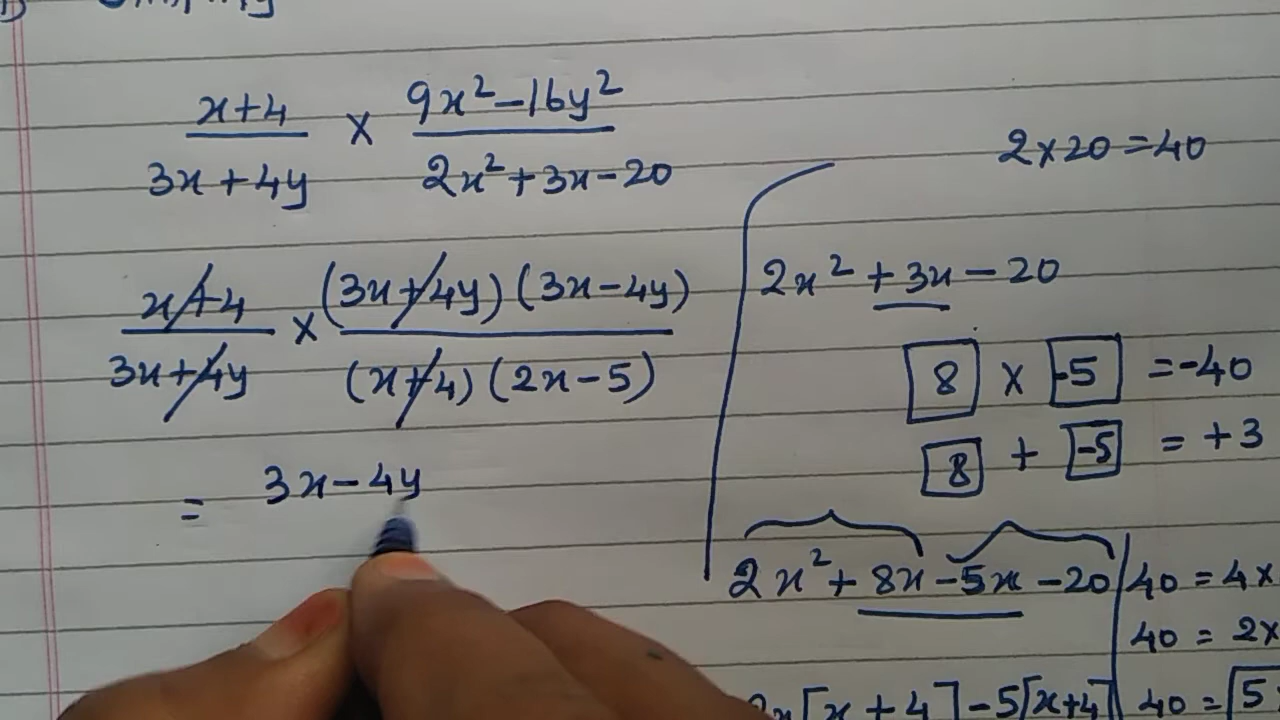 x+4 / 3x+4y × 9x²-16y² / 2x²+3x-20
x+4 / 3x+4y × (3x+4y)(3x-4y) / (x+4)(2x-5)
= 3x-4y
2×20=40
2x²+3x-20
8 × -5 =-40
8 + -5 = +3
2x²+8x-5x-20
[x+4]-5[x+4]
40=4×
40=2×
40=5